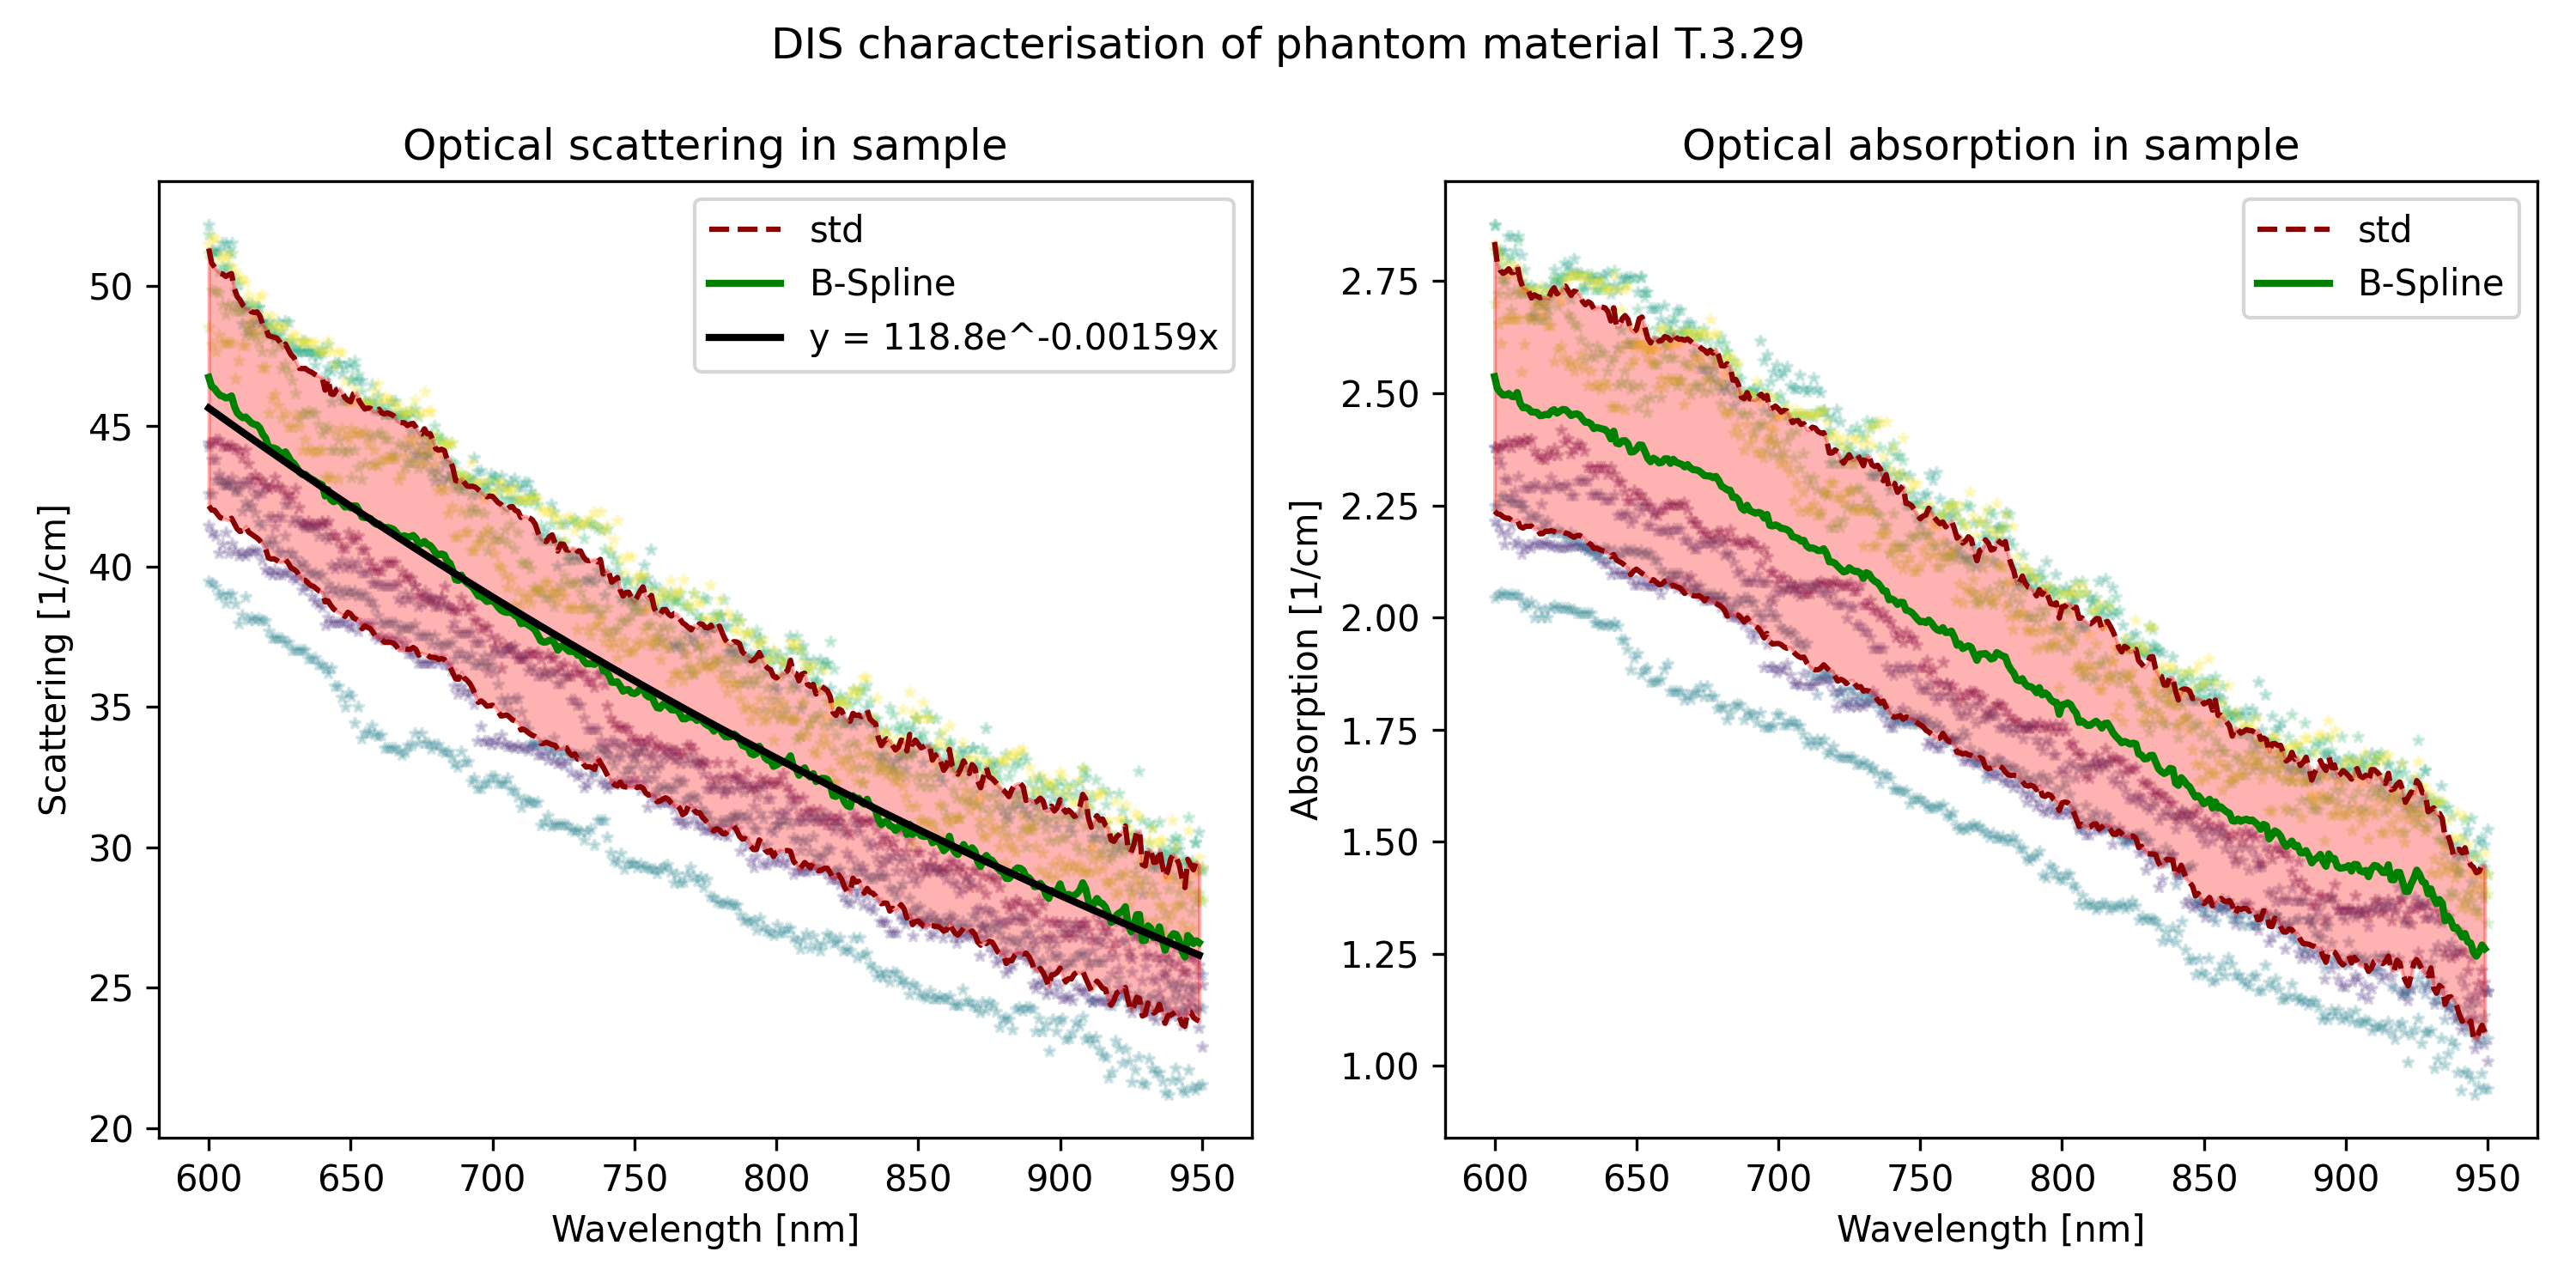 DIS characterisation of phantom material T.3.29
Optical scattering in sample
std
B-Spline
y = 118.8e^-0.00159x
50
45
40
35
30
25
20
Scattering [1/cm]
600 650 700 750 800 850 900 950
Wavelength [nm]
Optical absorption in sample
std
B-Spline
2.75
2.50
2.25
2.00
1.75
1.50
1.25
1.00
Absorption [1/cm]
600 650 700 750 800 850 900 950
Wavelength [nm]